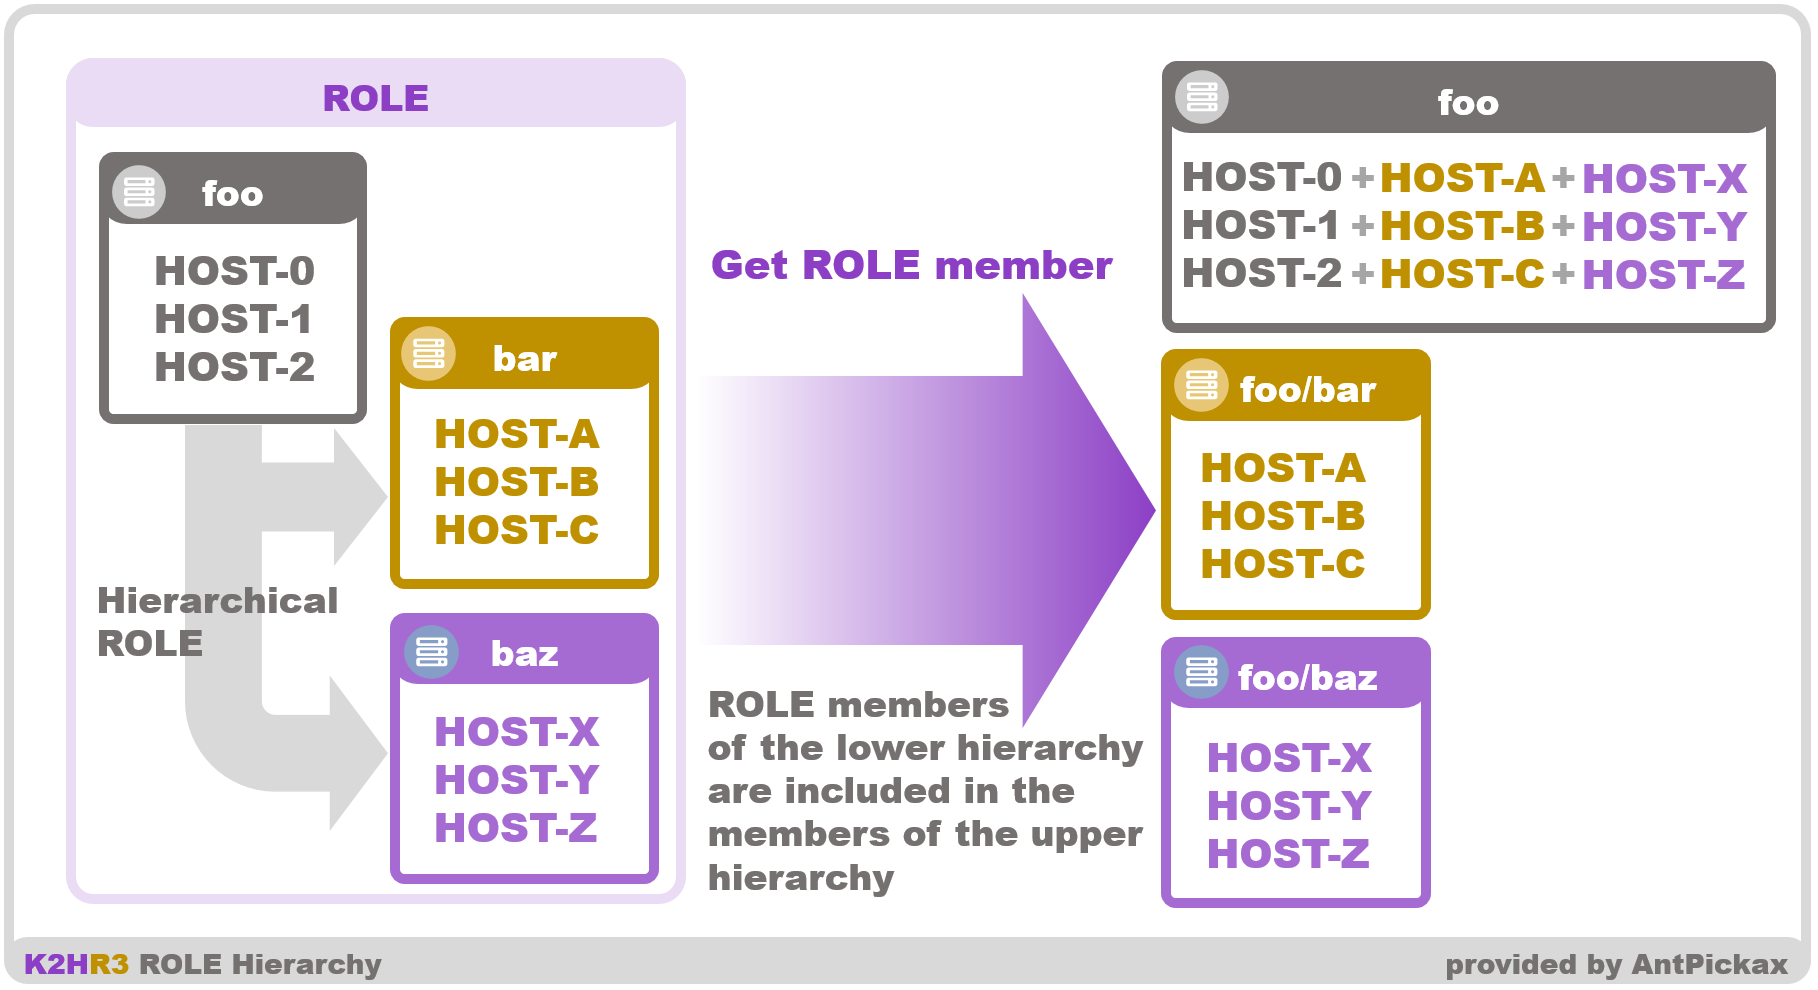 ROLE
foo
HOST-0
HOST-1
HOST-2
bar
HOST-A
HOST-B
HOST-C
Hierarchical
ROLE
baz
HOST-X
HOST-Y
HOST-Z
Get ROLE member
ROLE members
of the lower hierarchy
are included in the
members of the upper
hierarchy
foo
HOST-0 + HOST-A + HOST-X
HOST-1 + HOST-B + HOST-Y
HOST-2 + HOST-C + HOST-Z
foo/bar
HOST-A
HOST-B
HOST-C
foo/baz
HOST-X
HOST-Y
HOST-Z
K2HR3 ROLE Hierarchy
provided by AntPickax